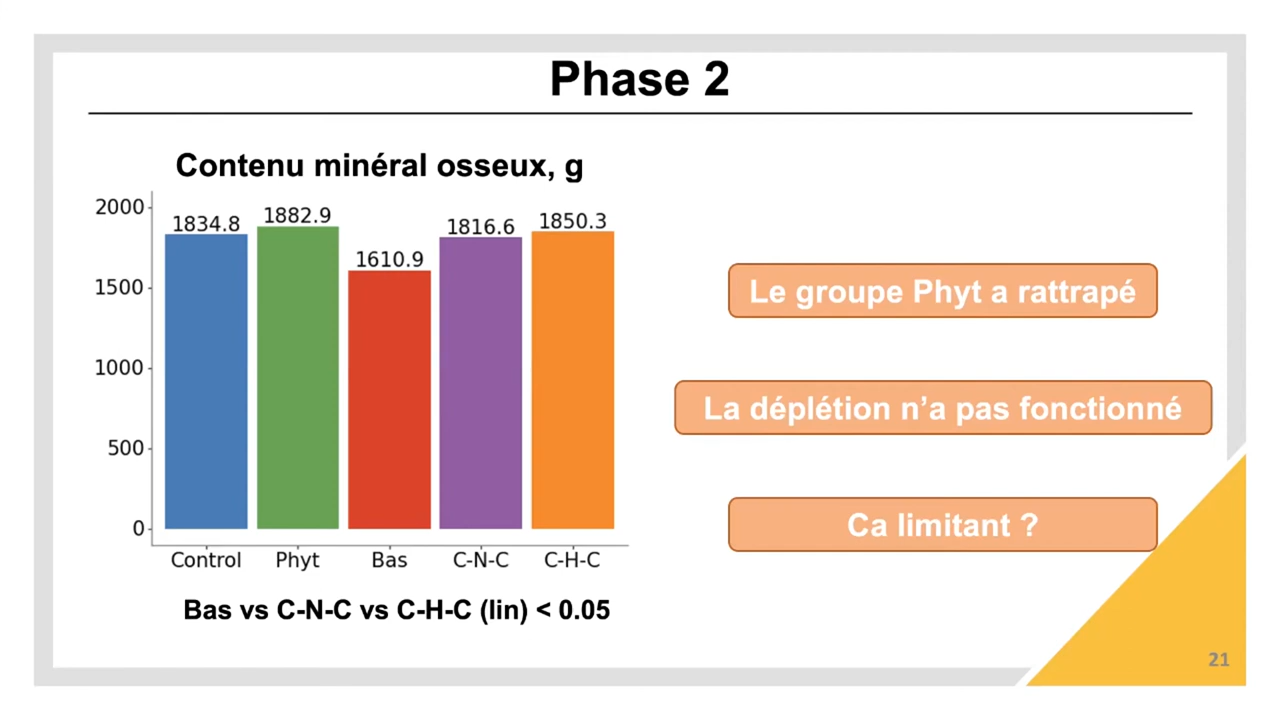 Phase 2
Contenu minéral osseux, g
2000
1500
1000
500
0
1834.8
1882.9
1610.9
1816.6
1850.3
Control
Phyt
Bas
C-N-C
C-H-C
Bas vs C-N-C vs C-H-C (lin) < 0.05
Le groupe Phyt a rattrapé
La déplétion n’a pas fonctionné
Ca limitant ?
21